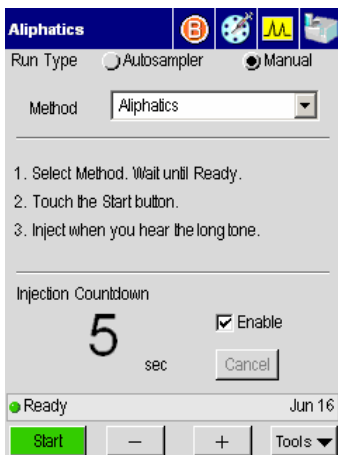 Aliphatics B
Run Type Autosampler Manual
Method Aliphatics
1. Select Method. Wait until Ready.
2. Touch the Start button.
3. Inject when you hear the long tone.
Injection Countdown
5 sec Enable
Cancel
Ready Jun 16
Start - + Tools